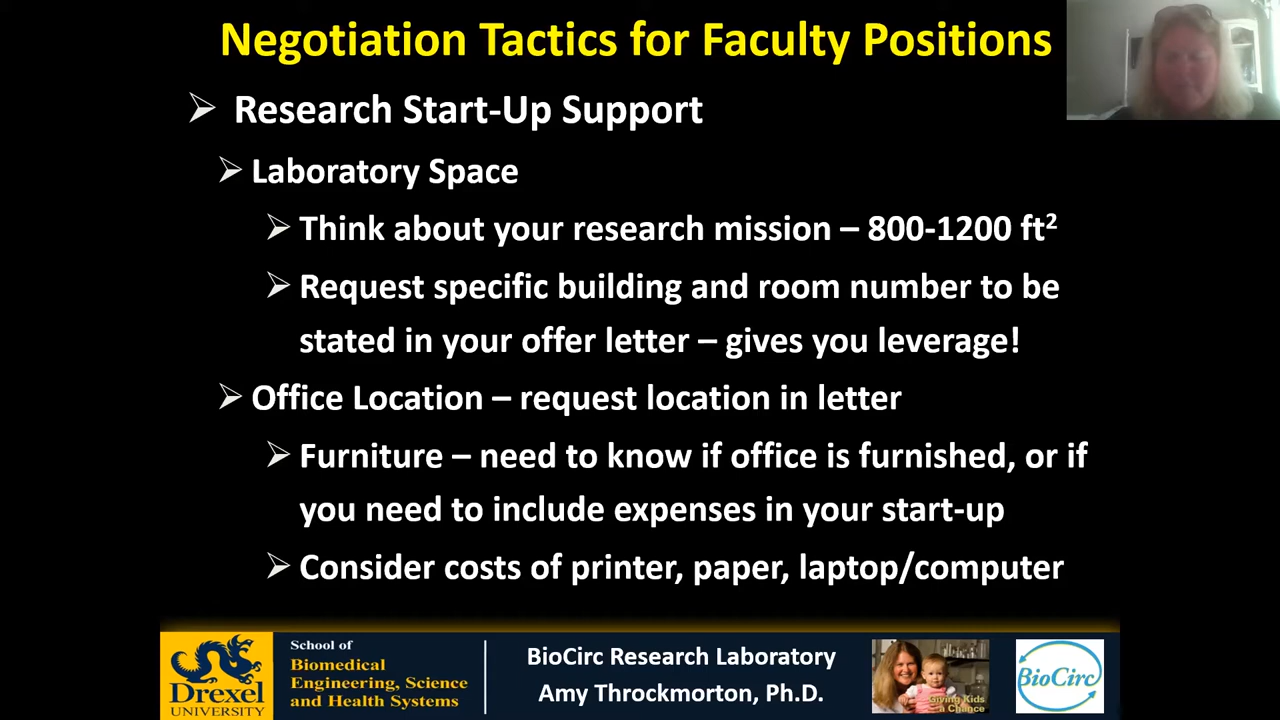 Negotiation Tactics for Faculty Positions
Research Start-Up Support
Laboratory Space
Think about your research mission – 800-1200 ft²
Request specific building and room number to be
stated in your offer letter – gives you leverage!
Office Location – request location in letter
Furniture – need to know if office is furnished, or if
you need to include expenses in your start-up
Consider costs of printer, paper, laptop/computer
Drexel
UNIVERSITY
School of
Biomedical
Engineering, Science
and Health Systems
BioCirc Research Laboratory
Amy Throckmorton, Ph.D.
Giving Kids
a Chance
BioCirc